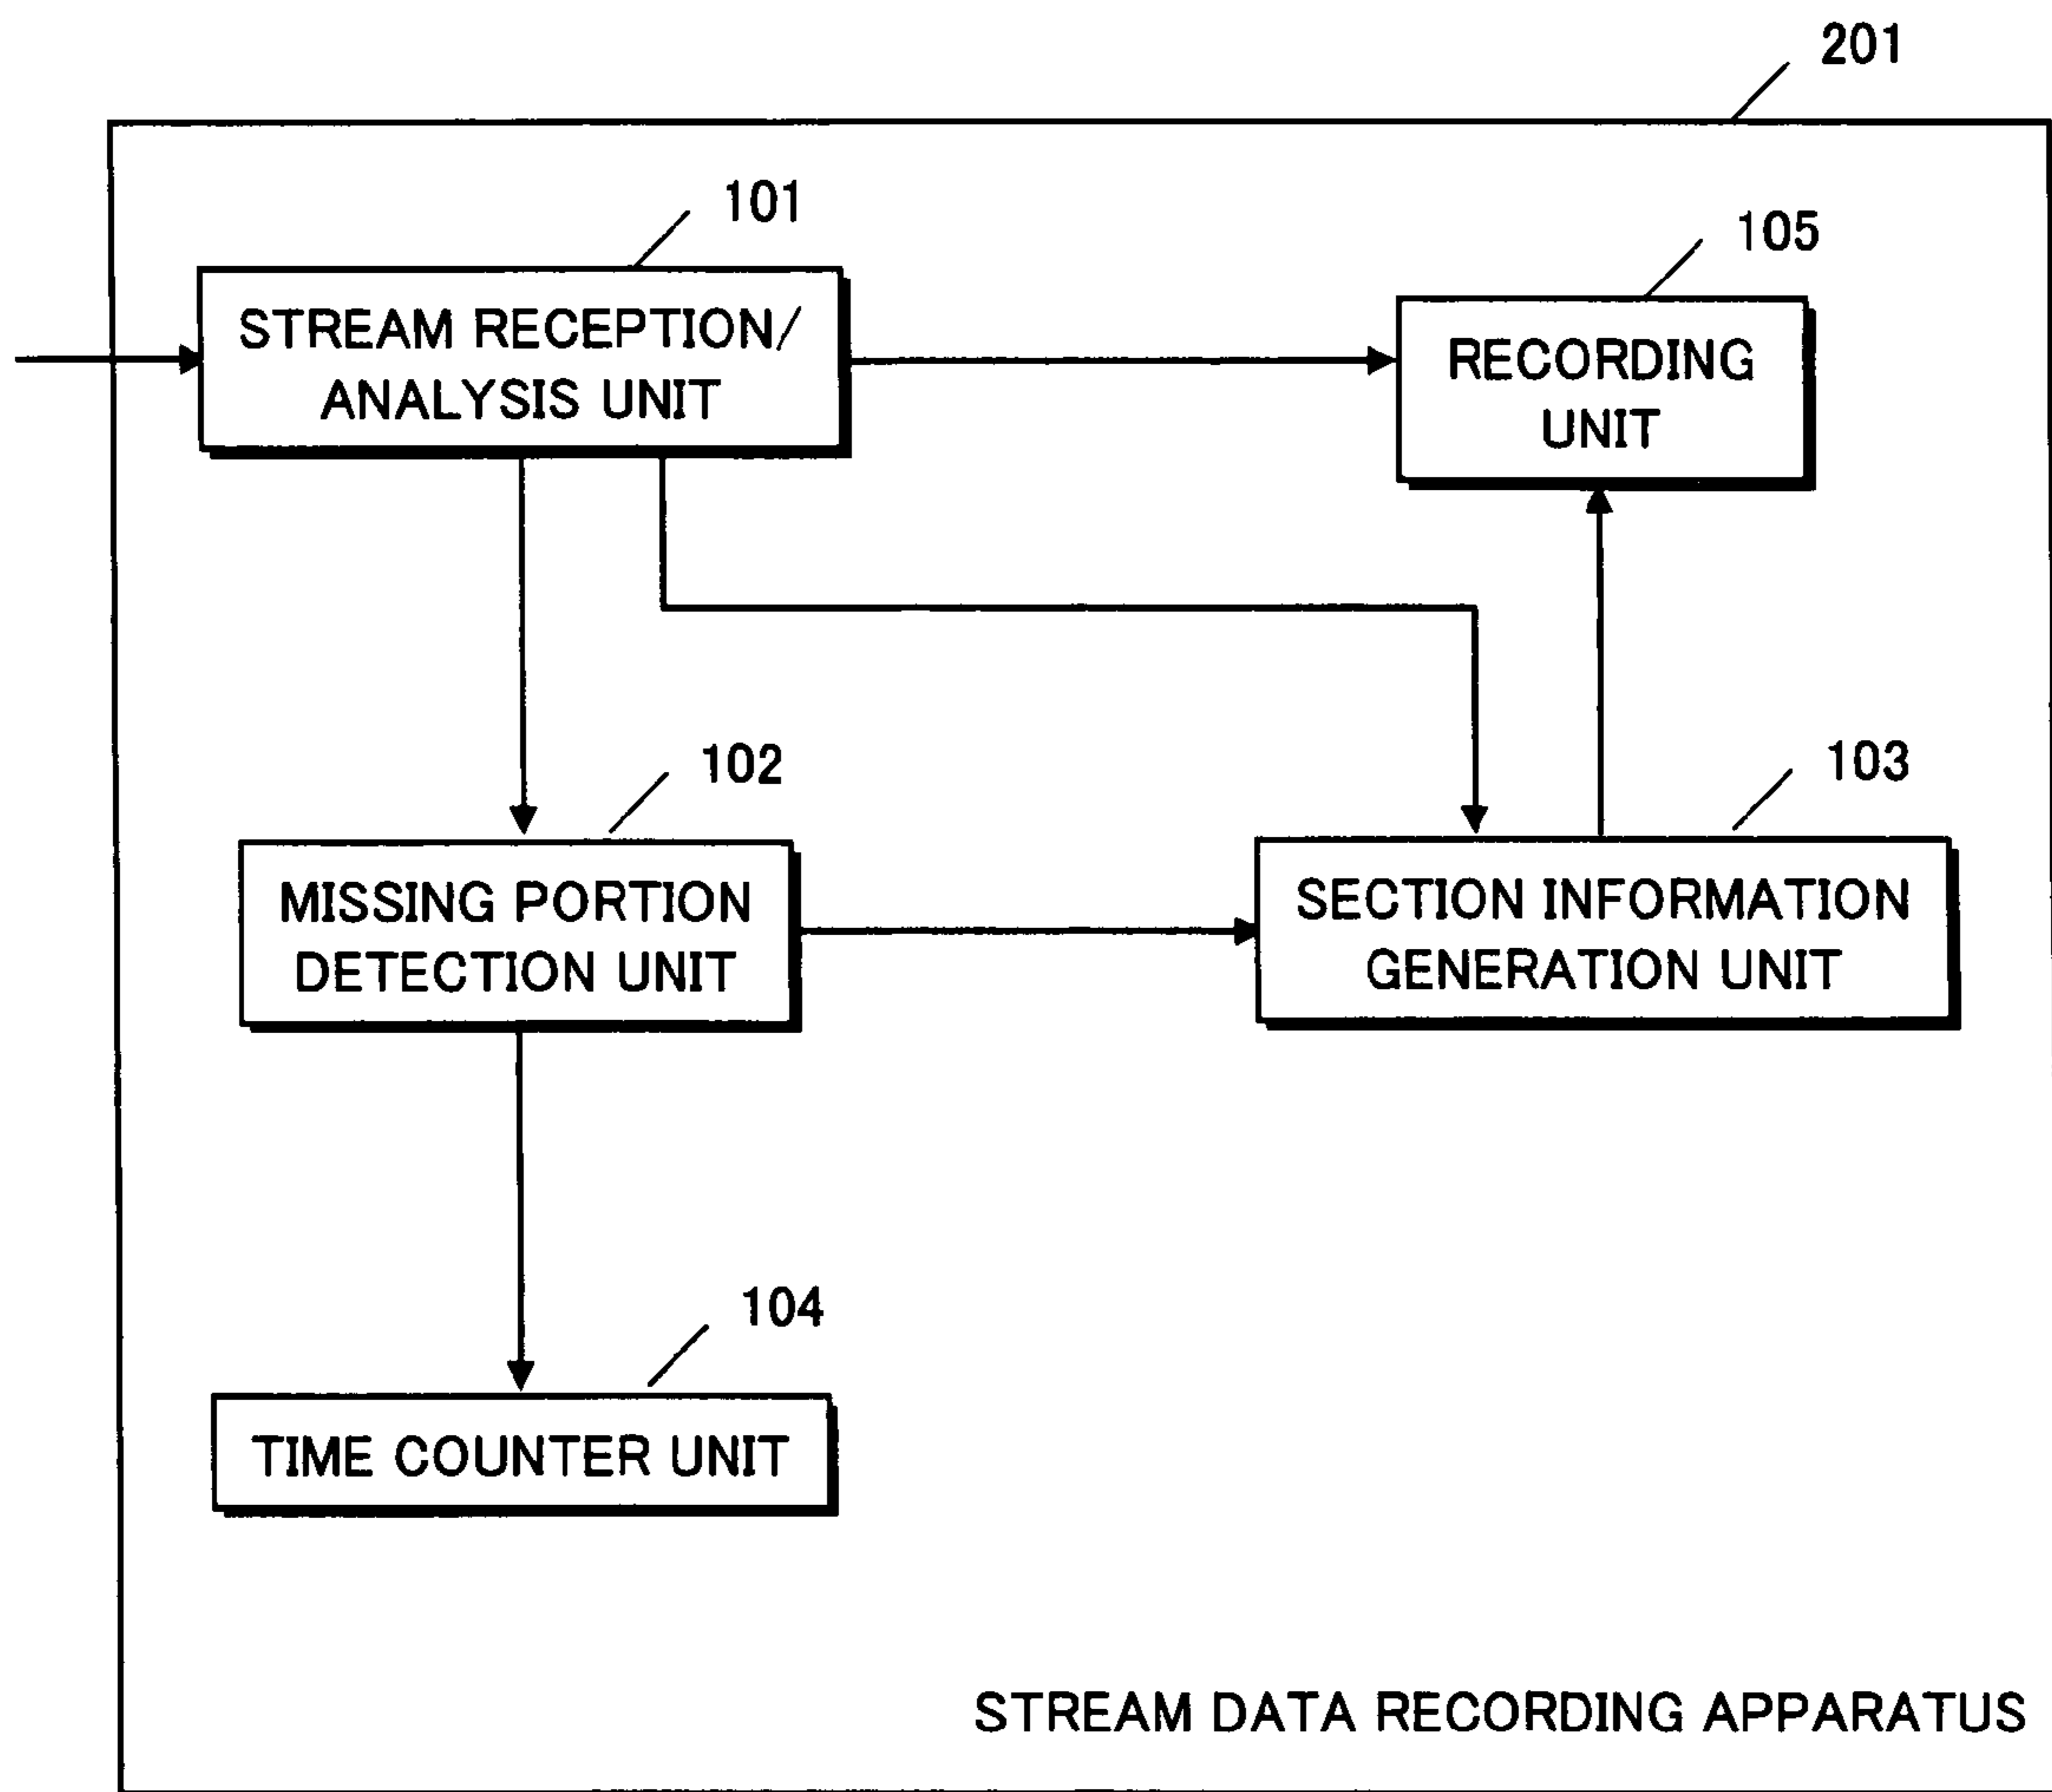 201
101
STREAM RECEPTION/
ANALYSIS UNIT
105
RECORDING
UNIT
102
MISSING PORTION
DETECTION UNIT
103
SECTION INFORMATION
GENERATION UNIT
104
TIME COUNTER UNIT
STREAM DATA RECORDING APPARATUS